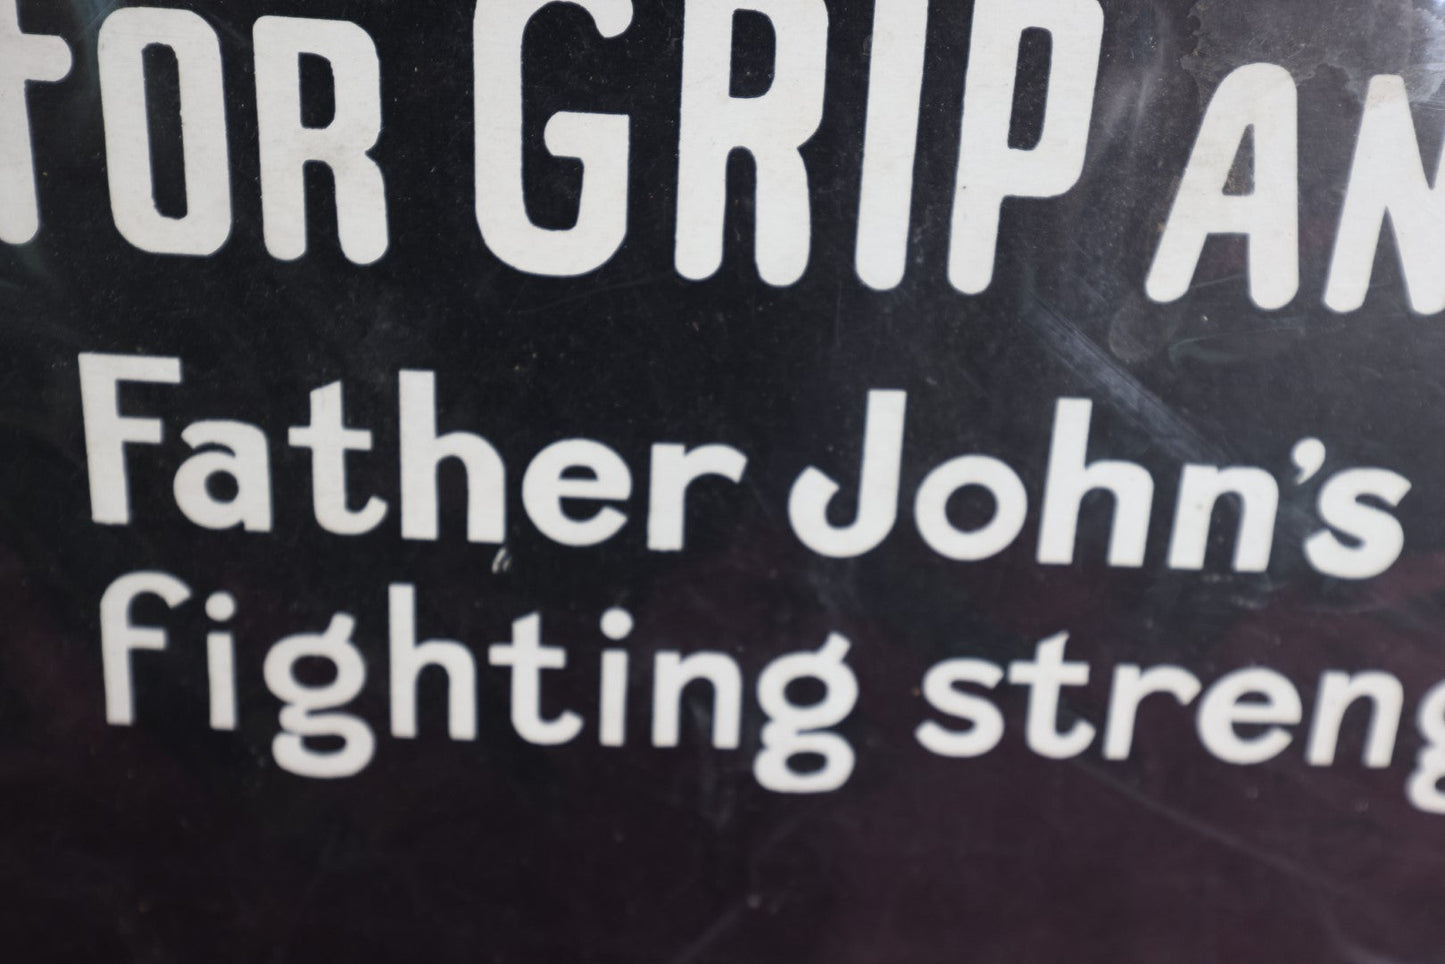 FOR GRIP AN
Father John's
fighting streng